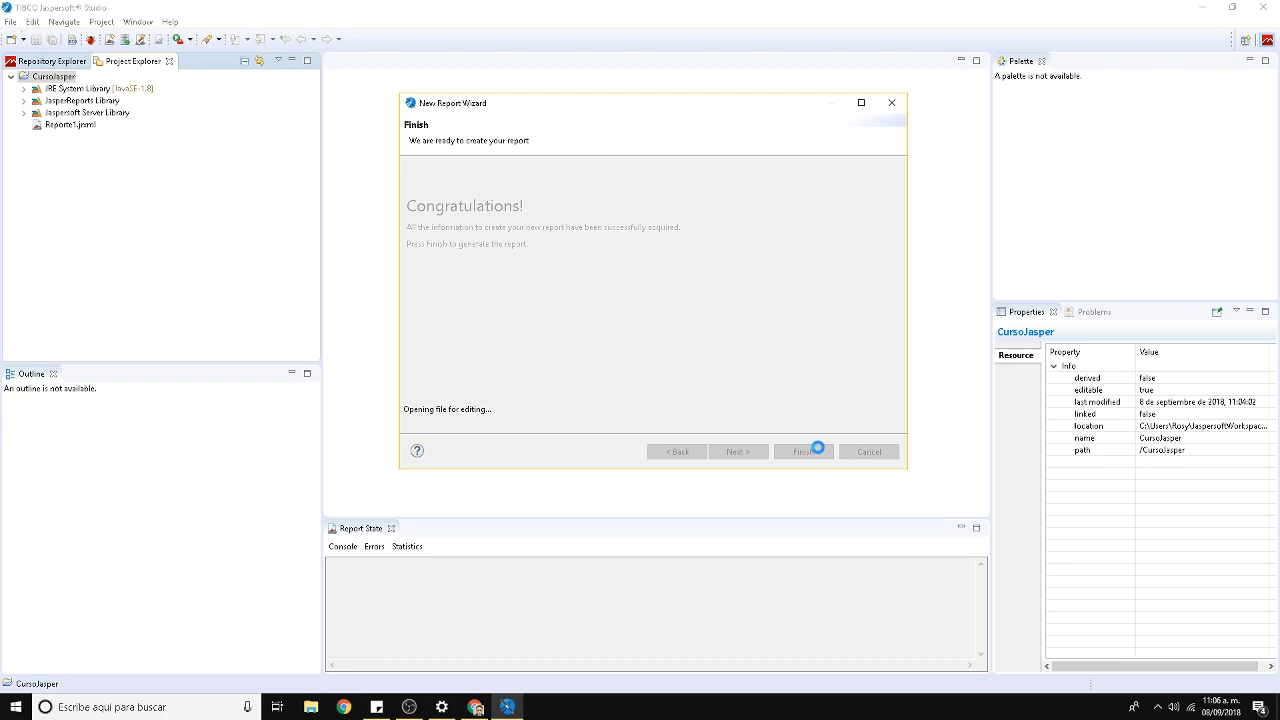 TIBCO Jaspersoft® Studio
File Edit Navigate Project Window Help
Repository Explorer Project Explorer
CursoJasper
JRE System Library [JavaSE-1.8]
JasperReports Library
Jaspersoft Server Library
Reporte1.jrxml
Outline
An outline is not available.
New Report Wizard
Finish
We are ready to create your report
Congratulations!
All the information to create your new report have been successfully acquired.
Press Finish to generate the report.
Opening file for editing...
< Back Next > Finish Cancel
Report State
Console Errors Statistics
Palette
A palette is not available.
Properties Problems
CursoJasper
Resource
Property Value
Info
derived false
editable true
last modified 8 de septiembre de 2018, 11:04:02
linked false
location C:\Users\Rosy\JaspersoftWorkspac...
name CursoJasper
path /CursoJasper
CursoJasper
Escribe aquí para buscar
11:06 a. m.
08/09/2018
4